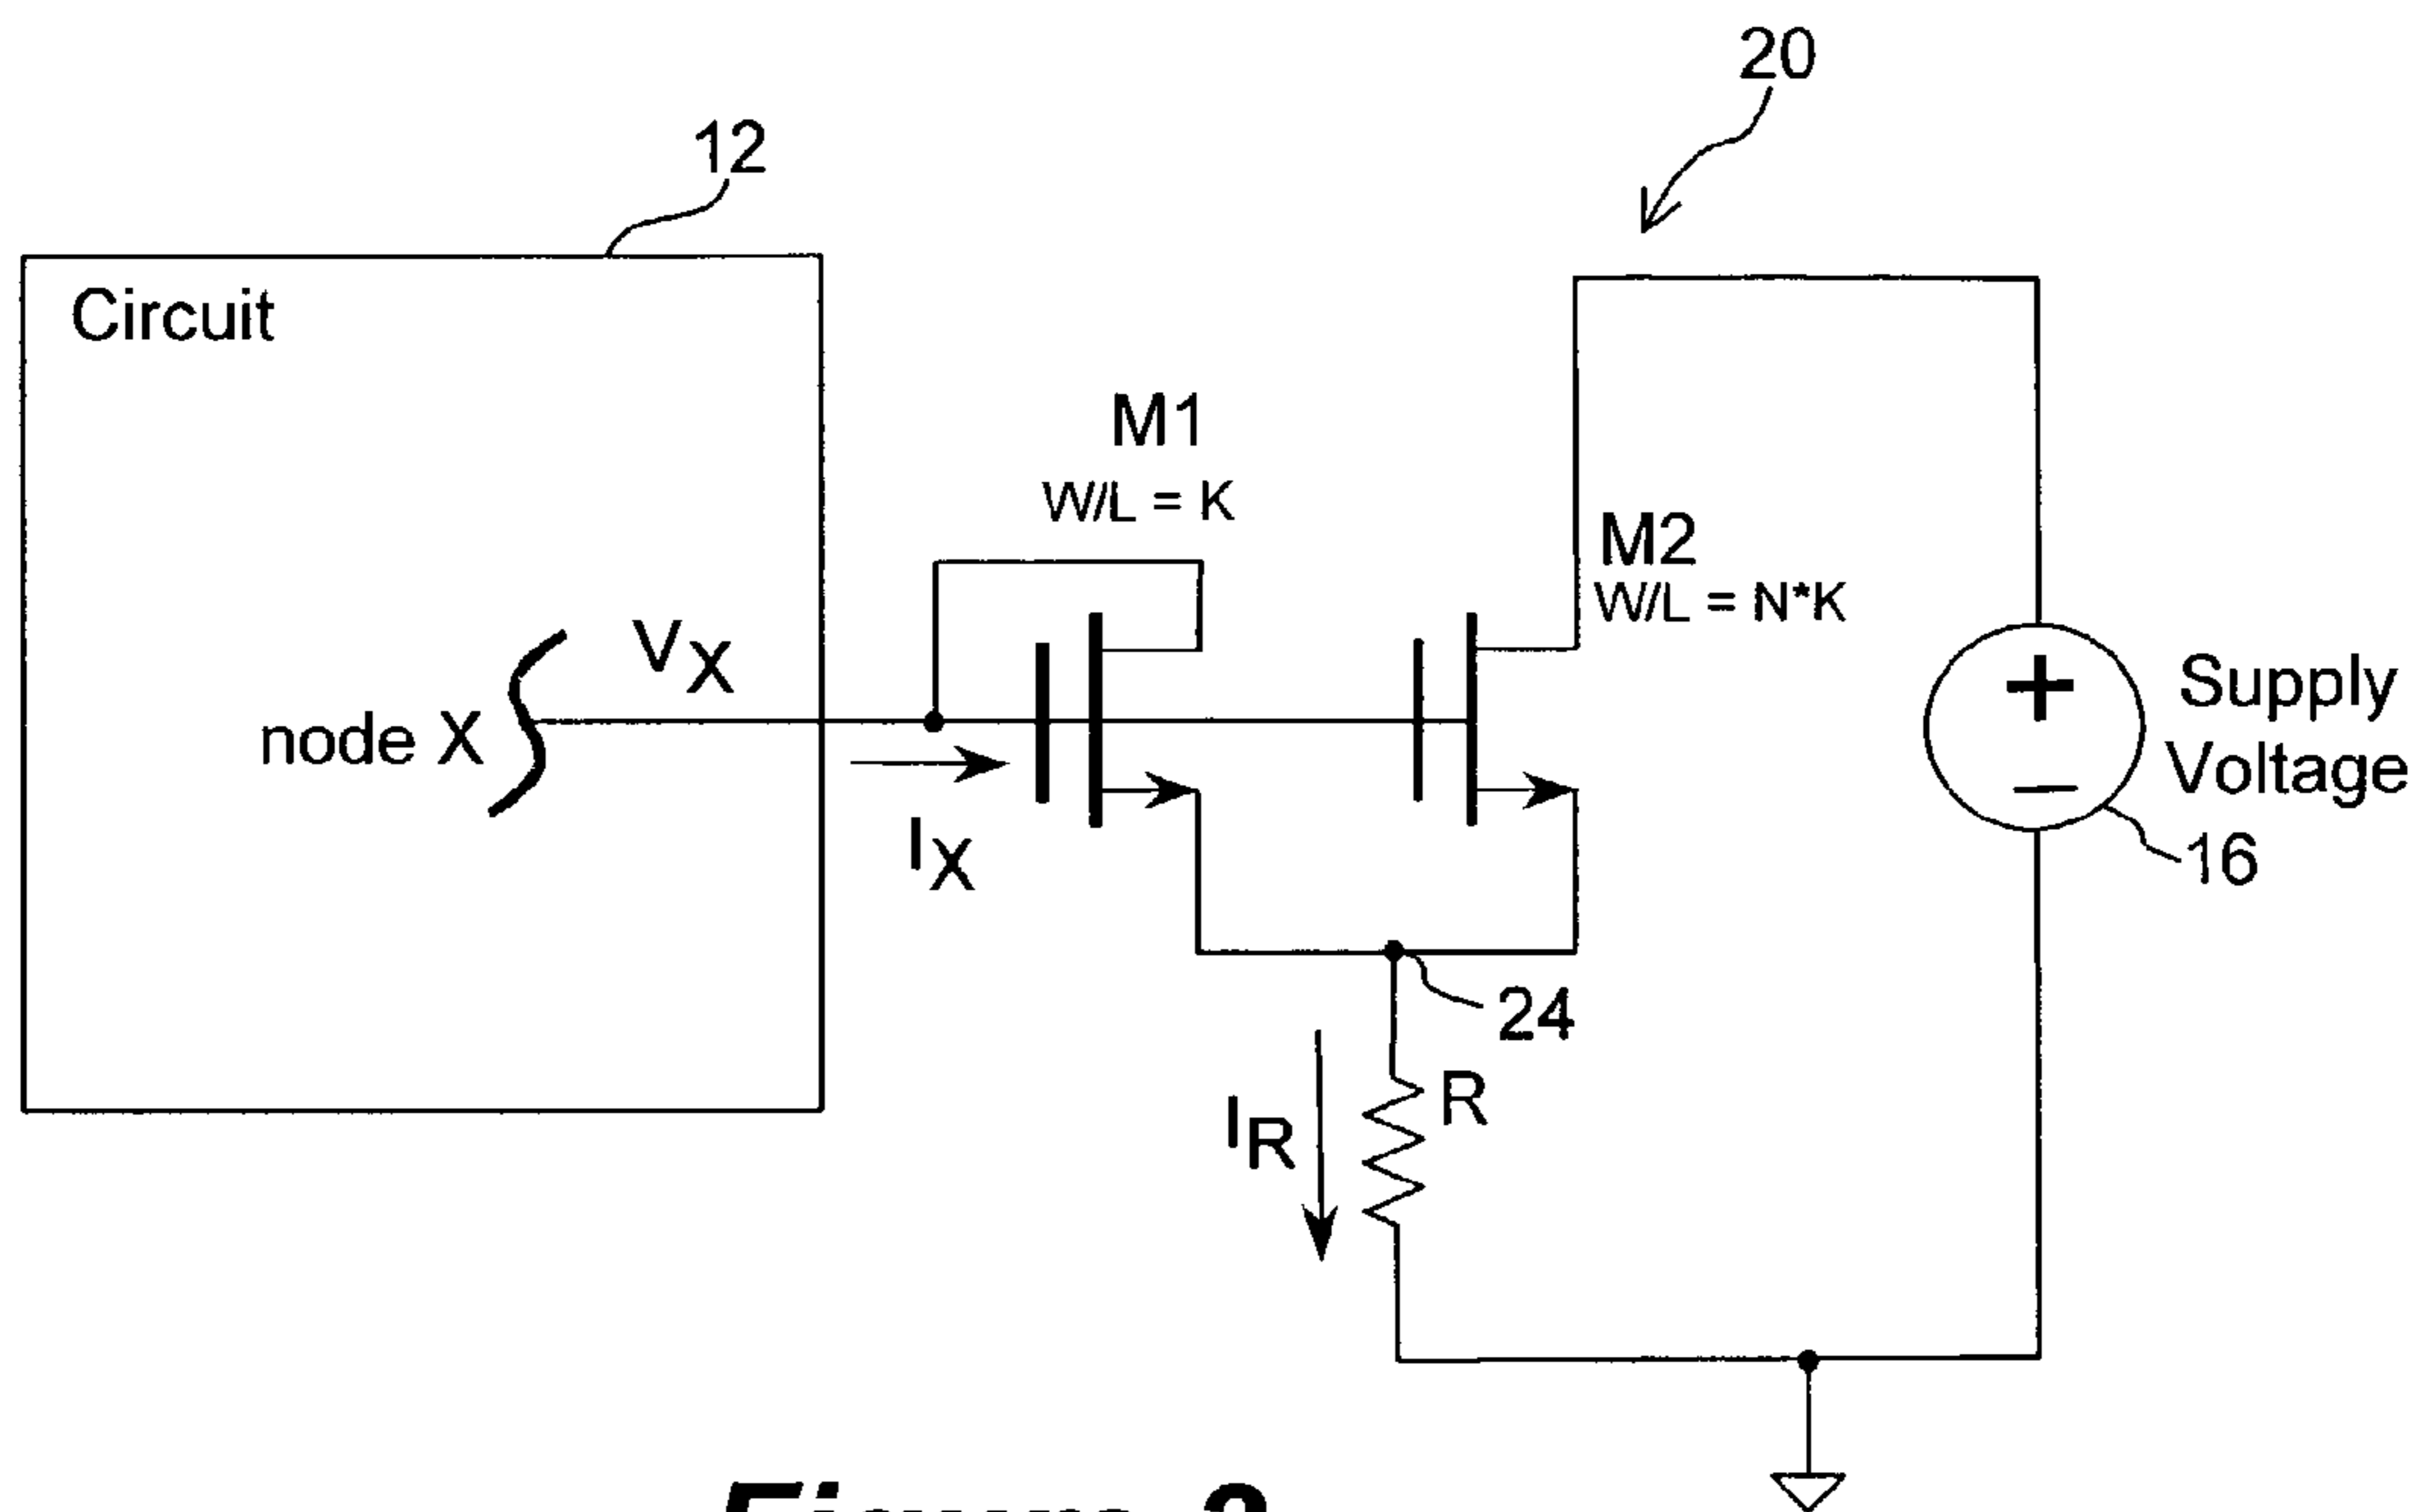 20
12
Circuit
M1
W/L = K
M2
W/L = N*K
VX
node X
IX
+
Supply
Voltage
−
16
24
R
IR